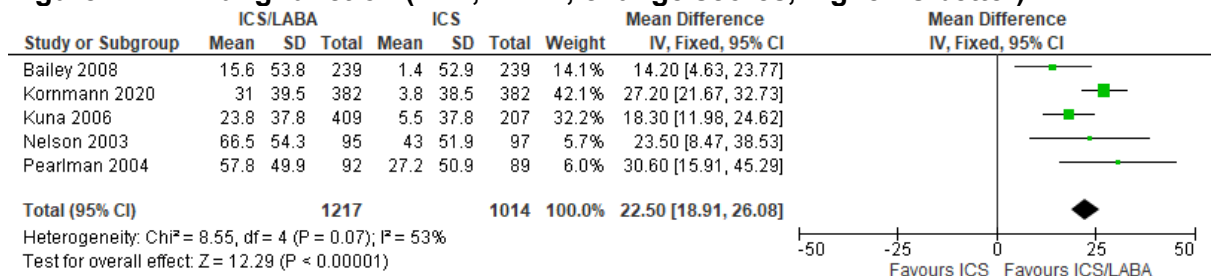 ICS/LABA ICS Mean Difference Mean Difference
Study or Subgroup Mean SD Total Mean SD Total Weight IV, Fixed, 95% CI IV, Fixed, 95% CI
Bailey 2008 15.6 53.8 239 1.4 52.9 239 14.1% 14.20 [4.63, 23.77]
Kornmann 2020 31 39.5 382 3.8 38.5 382 42.1% 27.20 [21.67, 32.73]
Kuna 2006 23.8 37.8 409 5.5 37.8 207 32.2% 18.30 [11.98, 24.62]
Nelson 2003 66.5 54.3 95 43 51.9 97 5.7% 23.50 [8.47, 38.53]
Pearlman 2004 57.8 49.9 92 27.2 50.9 89 6.0% 30.60 [15.91, 45.29]
Total (95% CI) 1217 1014 100.0% 22.50 [18.91, 26.08]
Heterogeneity: Chi² = 8.55, df = 4 (P = 0.07); I² = 53%
Test for overall effect: Z = 12.29 (P < 0.00001)
-50 -25 0 25 50
Favours ICS Favours ICS/LABA